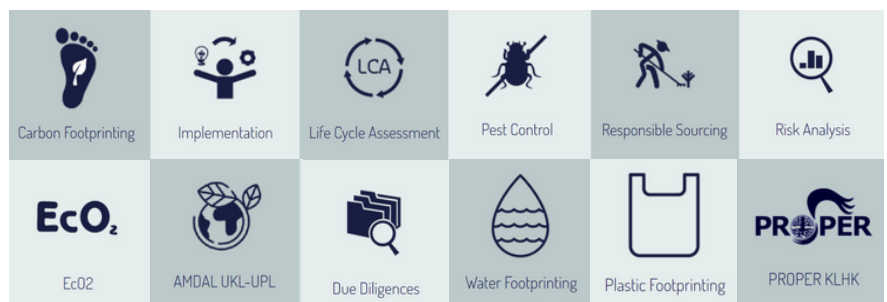 LCA
Carbon Footprinting
Implementation
Life Cycle Assessment
Pest Control
Responsible Sourcing
Risk Analysis
EcO₂
PROPER
EcO2
AMDAL UKL-UPL
Due Diligences
Water Footprinting
Plastic Footprinting
PROPER KLHK